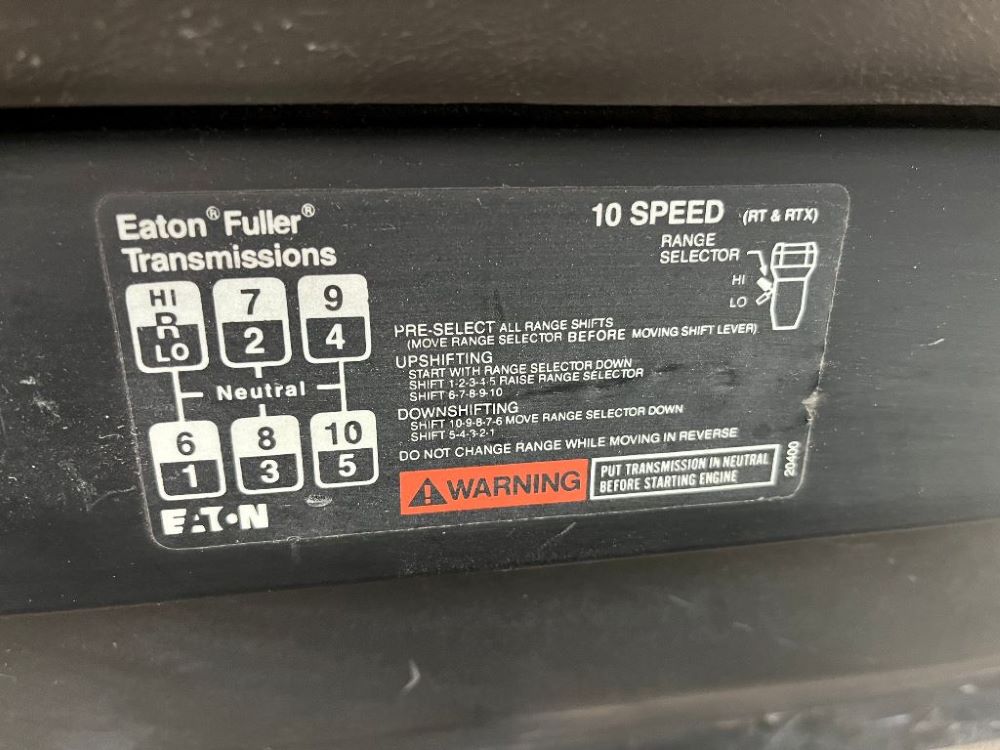 Eaton® Fuller®
Transmissions
10 SPEED (RT & RTX)
RANGE
SELECTOR
HI
LO
HI 7 9
R
LO 2 4
Neutral
6 8 10
1 3 5
EATON
PRE-SELECT ALL RANGE SHIFTS
(MOVE RANGE SELECTOR BEFORE MOVING SHIFT LEVER)
UPSHIFTING
START WITH RANGE SELECTOR DOWN
SHIFT 1-2-3-4-5 RAISE RANGE SELECTOR
SHIFT 6-7-8-9-10
DOWNSHIFTING
SHIFT 10-9-8-7-6 MOVE RANGE SELECTOR DOWN
SHIFT 5-4-3-2-1
DO NOT CHANGE RANGE WHILE MOVING IN REVERSE
WARNING
PUT TRANSMISSION IN NEUTRAL
BEFORE STARTING ENGINE
20400